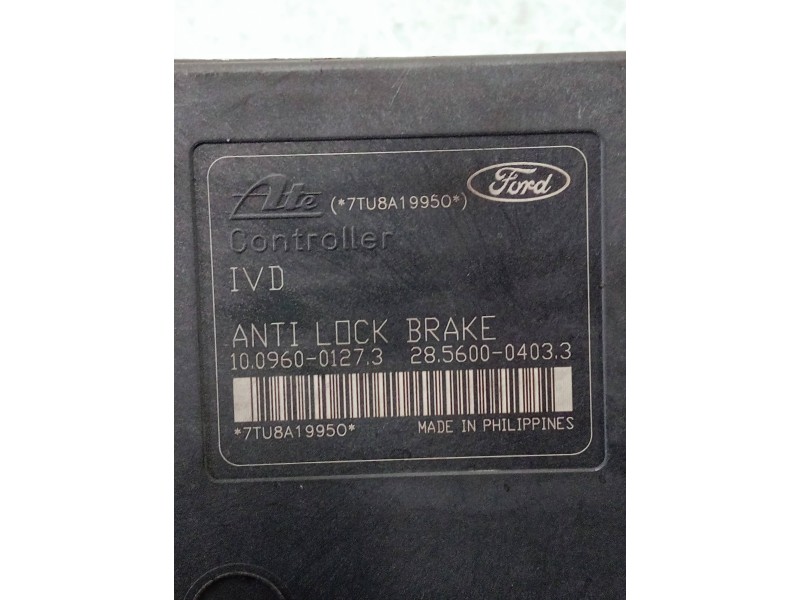 Ate (*7TU8A19950*) Ford
Controller
IVD
ANTI LOCK BRAKE
10.0960-0127.3 28.5600-0403.3
*7TU8A19950*
MADE IN PHILIPPINES